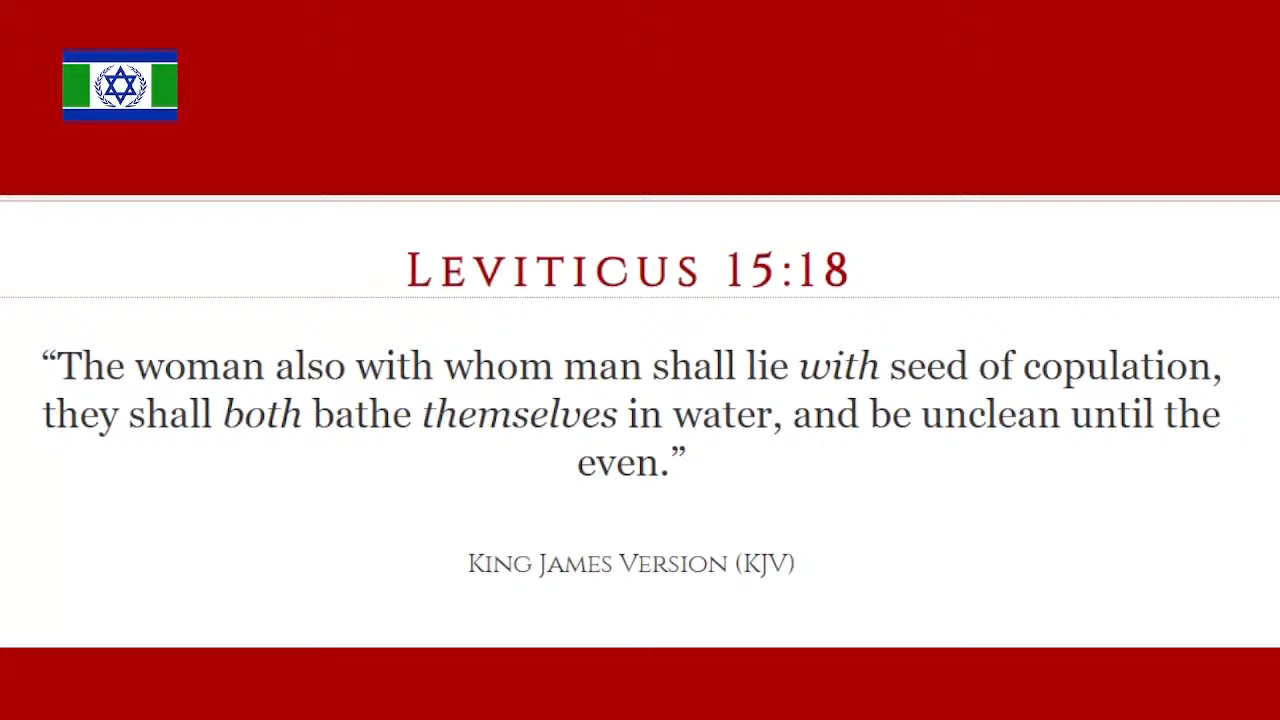 LEVITICUS 15:18
“The woman also with whom man shall lie with seed of copulation,
they shall both bathe themselves in water, and be unclean until the
even.”
KING JAMES VERSION (KJV)